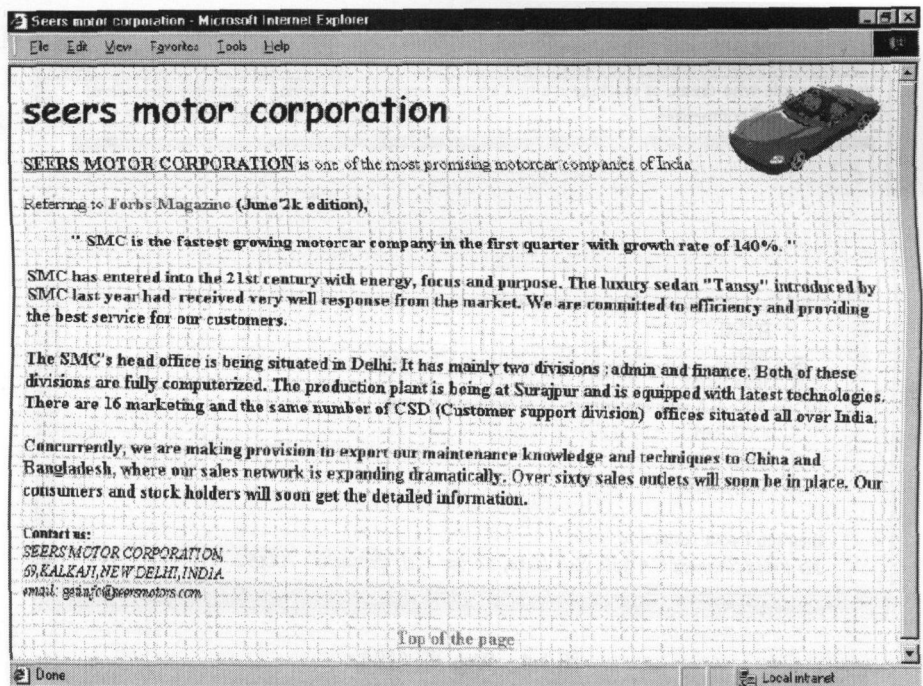 Seers motor corporation - Microsoft Internet Explorer
File Edit View Favorites Tools Help
seers motor corporation
SEERS MOTOR CORPORATION is one of the most promising motorcar companies of India
Referring to Forbs Magazine (June'2k edition),
" SMC is the fastest growing motorcar company in the first quarter with growth rate of 140%. "
SMC has entered into the 21st century with energy, focus and purpose. The luxury sedan "Tansy" introduced by
SMC last year had received very well response from the market. We are committed to efficiency and providing
the best service for our customers.
The SMC's head office is being situated in Delhi. It has mainly two divisions :admin and finance. Both of these
divisions are fully computerized. The production plant is being at Surajpur and is equipped with latest technologies.
There are 16 marketing and the same number of CSD (Customer support division) offices situated all over India.
Concurrently, we are making provision to export our maintenance knowledge and techniques to China and
Bangladesh, where our sales network is expanding dramatically. Over sixty sales outlets will soon be in place. Our
consumers and stock holders will soon get the detailed information.
Contact us:
SEERS MOTOR CORPORATION,
69,KALKAJI,NEW DELHI,INDIA
email: getinfo@seersmotors.com
Top of the page
Done
Local intranet